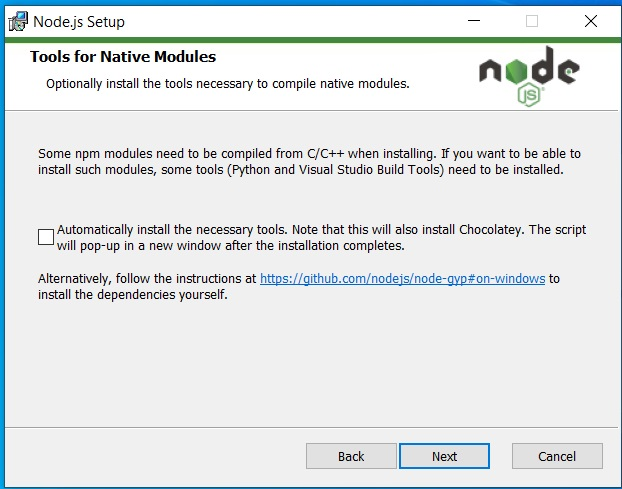 Node.js Setup
Tools for Native Modules
Optionally install the tools necessary to compile native modules.
node
JS
Some npm modules need to be compiled from C/C++ when installing. If you want to be able to
install such modules, some tools (Python and Visual Studio Build Tools) need to be installed.
Automatically install the necessary tools. Note that this will also install Chocolatey. The script
will pop-up in a new window after the installation completes.
Alternatively, follow the instructions at https://github.com/nodejs/node-gyp#on-windows to
install the dependencies yourself.
Back Next Cancel